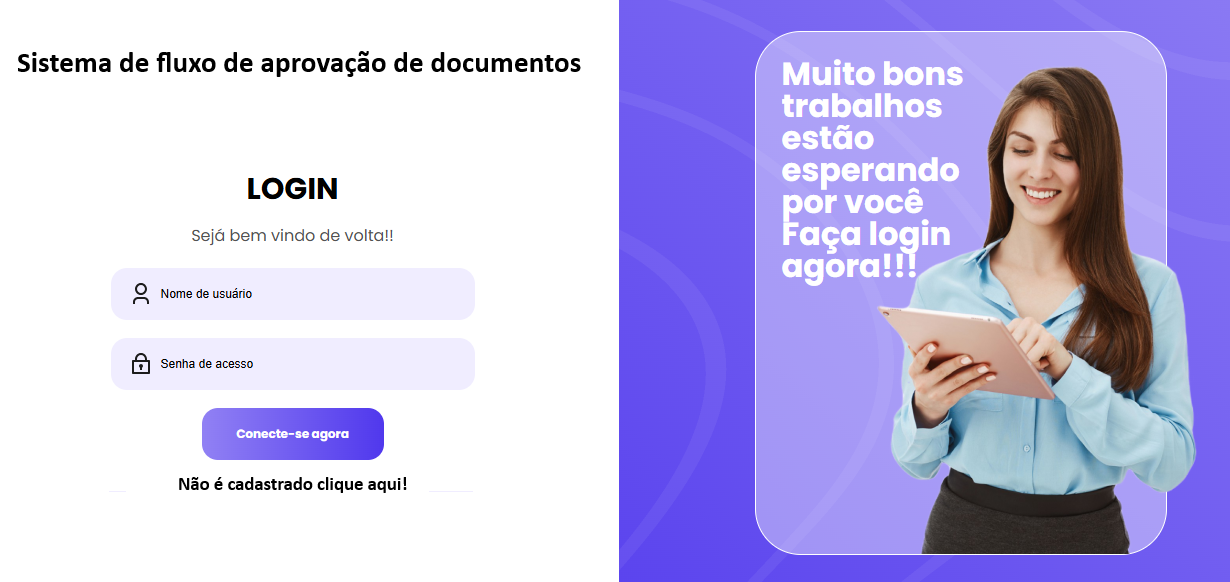 Sistema de fluxo de aprovação de documentos
LOGIN
Sejá bem vindo de volta!!
Nome de usuário
Senha de acesso
Conecte-se agora
Não é cadastrado clique aqui!
Muito bons
trabalhos
estão
esperando
por você
Faça login
agora!!!